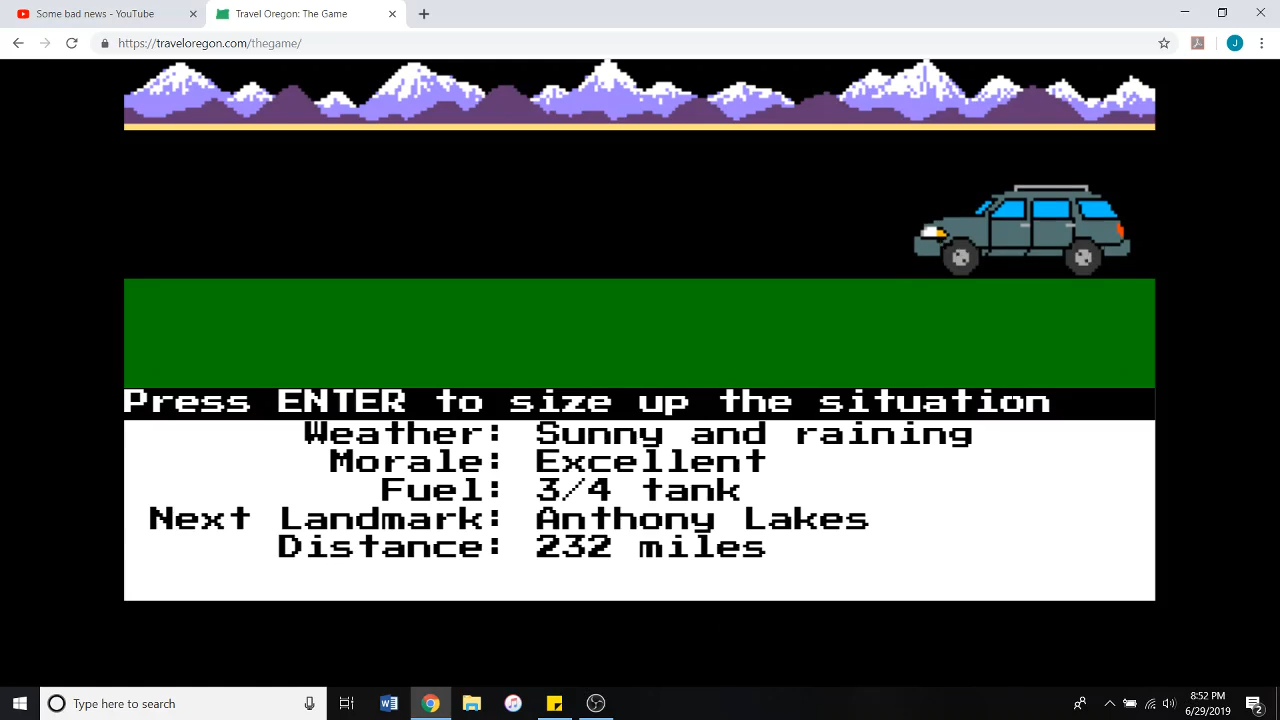 Some bad news - YouTube
Travel Oregon: The Game
https://traveloregon.com/thegame/
J
Press ENTER to size up the situation
Weather: Sunny and raining
Morale: Excellent
Fuel: 3/4 tank
Next Landmark: Anthony Lakes
Distance: 232 miles
Type here to search
8:52 PM
6/29/2019
2